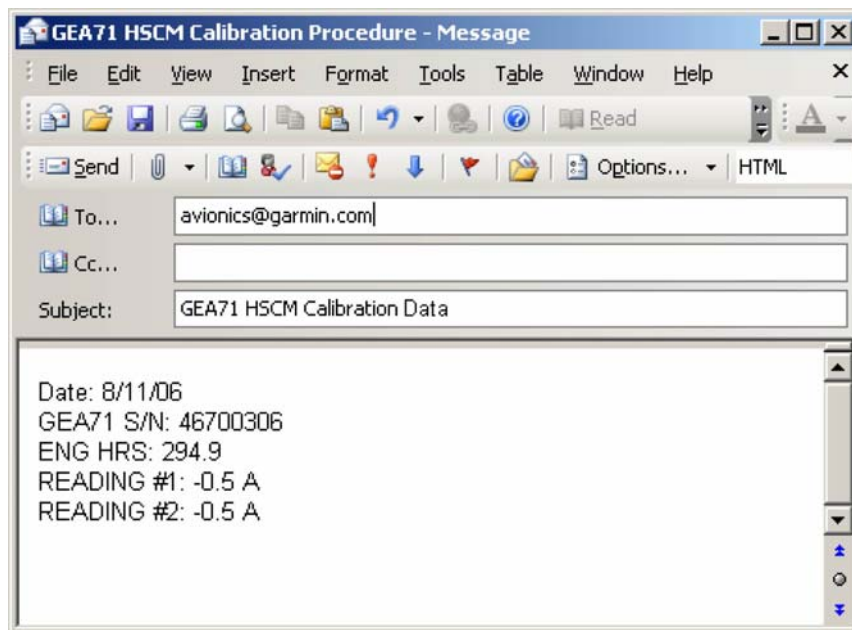 GEA71 HSCM Calibration Procedure - Message
File Edit View Insert Format Tools Table Window Help
Read A
Send Options... HTML
To... avionics@garmin.com
Cc...
Subject: GEA71 HSCM Calibration Data
Date: 8/11/06
GEA71 S/N: 46700306
ENG HRS: 294.9
READING #1: -0.5 A
READING #2: -0.5 A